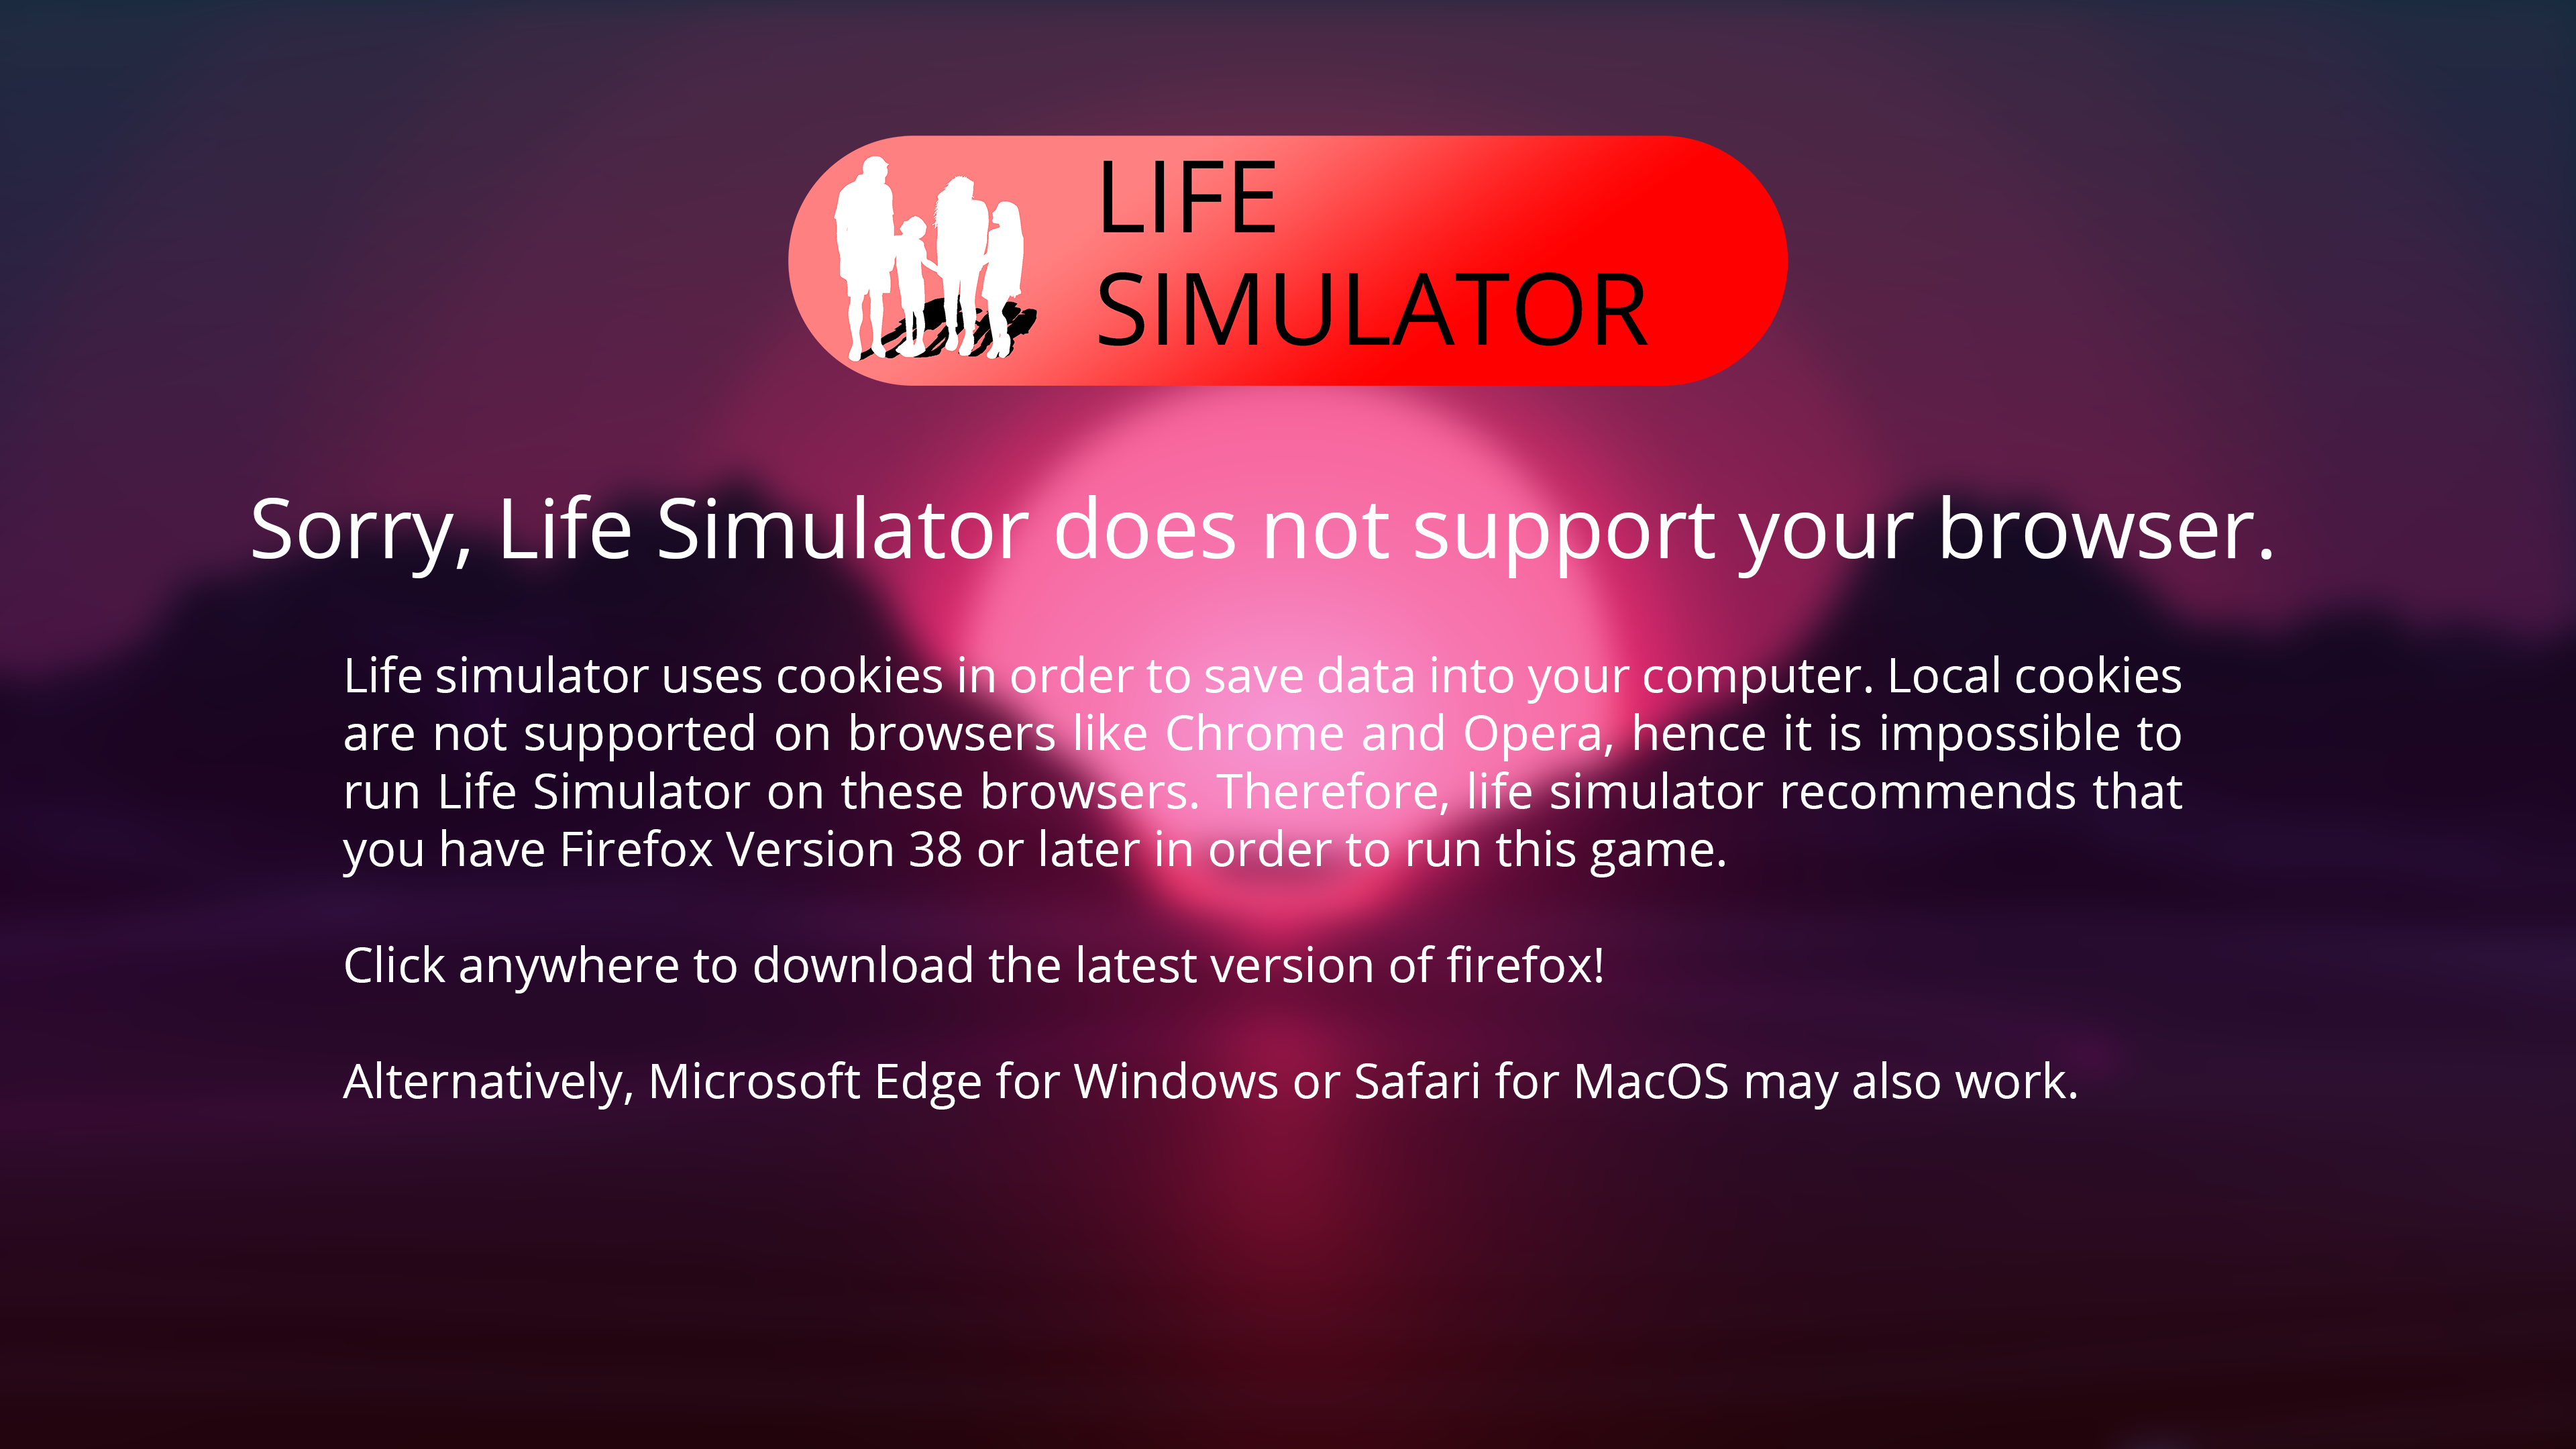 LIFE
SIMULATOR
Sorry, Life Simulator does not support your browser.
Life simulator uses cookies in order to save data into your computer. Local cookies
are not supported on browsers like Chrome and Opera, hence it is impossible to
run Life Simulator on these browsers. Therefore, life simulator recommends that
you have Firefox Version 38 or later in order to run this game.
Click anywhere to download the latest version of firefox!
Alternatively, Microsoft Edge for Windows or Safari for MacOS may also work.